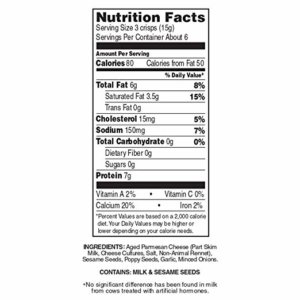 Nutrition Facts
Serving Size 3 crisps (15g)
Servings Per Container About 6
Amount Per Serving
Calories 80 Calories from Fat 50
% Daily Value*
Total Fat 6g 8%
Saturated Fat 3.5g 15%
Trans Fat 0g
Cholesterol 15mg 5%
Sodium 150mg 7%
Total Carbohydrate 0g 0%
Dietary Fiber 0g
Sugars 0g
Protein 7g
Vitamin A 2% • Vitamin C 0%
Calcium 20% • Iron 2%
*Percent Values are based on a 2,000 calorie
diet. Your Daily Values may be higher or
lower depending on your calorie needs.
INGREDIENTS: Aged Parmesan Cheese (Part Skim
Milk, Cheese Cultures, Salt, Non-Animal Rennet),
Sesame Seeds, Poppy Seeds, Garlic, Minced Onions.
CONTAINS: MILK & SESAME SEEDS
*No significant difference has been found in milk
from cows treated with artificial hormones.